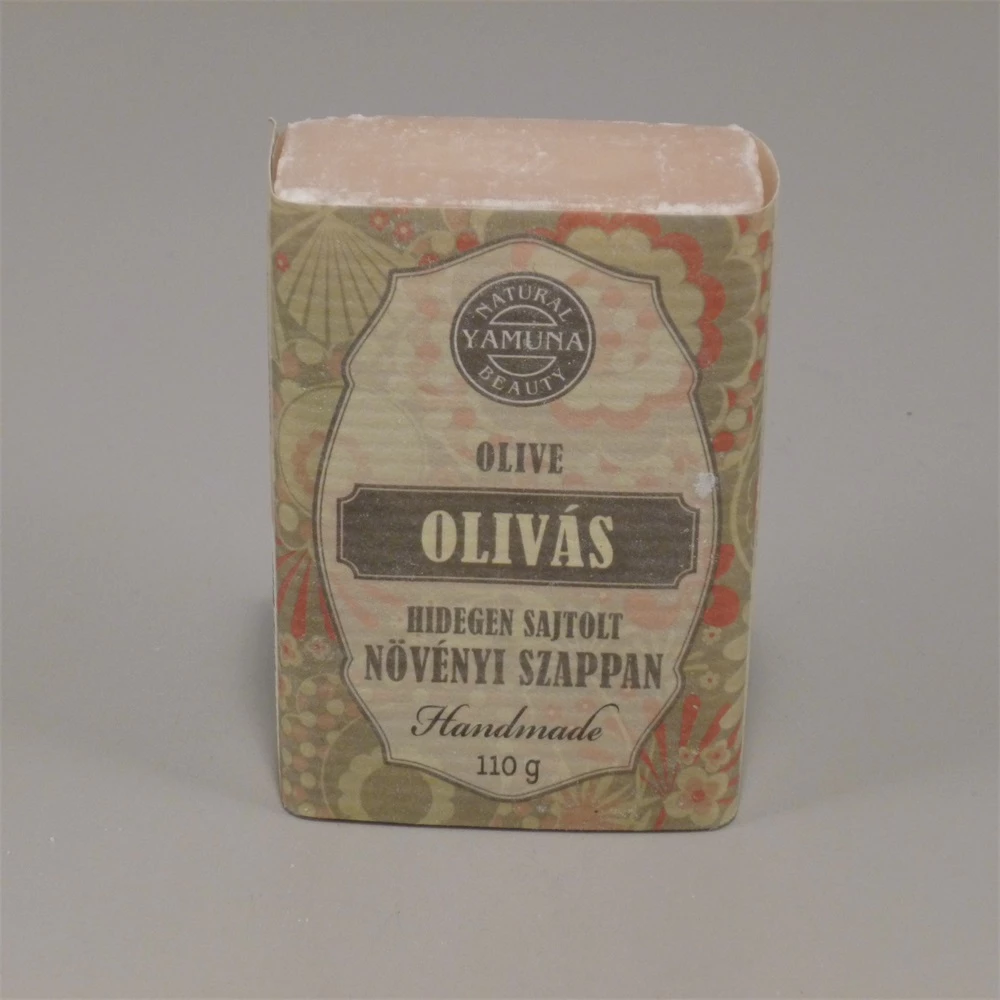 NATURAL
YAMUNA
BEAUTY
OLIVE
OLIVÁS
HIDEGEN SAJTOLT
NÖVÉNYI SZAPPAN
Handmade
110 g